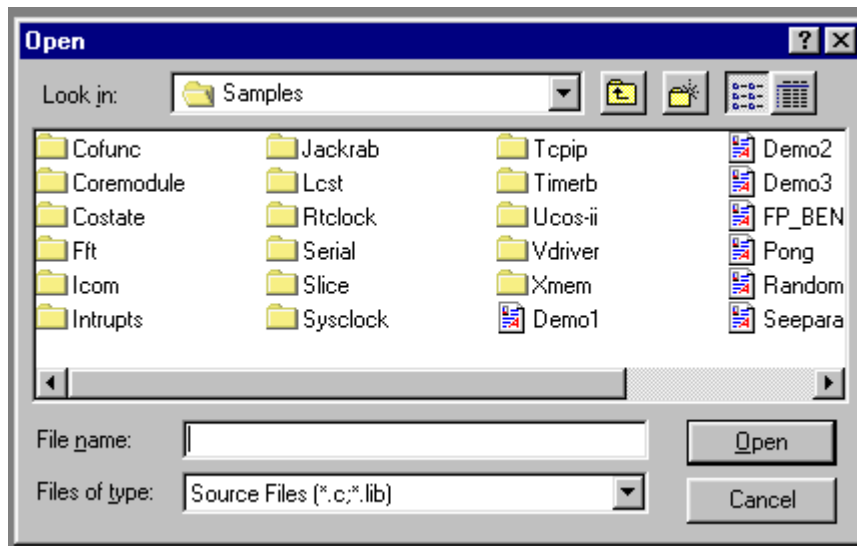 Open
Look in: Samples
Cofunc Jackrab Tcpip Demo2
Coremodule Lcst Timerb Demo3
Costate Rtclock Ucos-ii FP_BEN
Fft Serial Vdriver Pong
Icom Slice Xmem Random
Intrupts Sysclock Demo1 Seepara
File name: Open
Files of type: Source Files (*.c;*.lib) Cancel